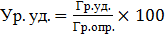 Ур. уд. = Гр.уд. / Гр.опр. × 100